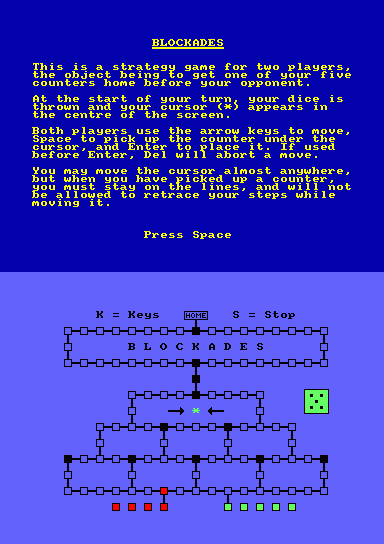 BLOCKADES
This is a strategy game for two players,
the object being to get one of your five
counters home before your opponent.
At the start of your turn, your dice is
thrown and your cursor (*) appears in
the centre of the screen.
Both players use the arrow keys to move,
Space to pick up the counter under the
cursor, and Enter to place it. If used
before Enter, Del will abort a move.
You may move the cursor almost anywhere,
but when you have picked up a counter,
you must stay on the lines, and will not
be allowed to retrace your steps while
moving it.
Press Space
K = Keys HOME S = Stop
BLOCKADES
*